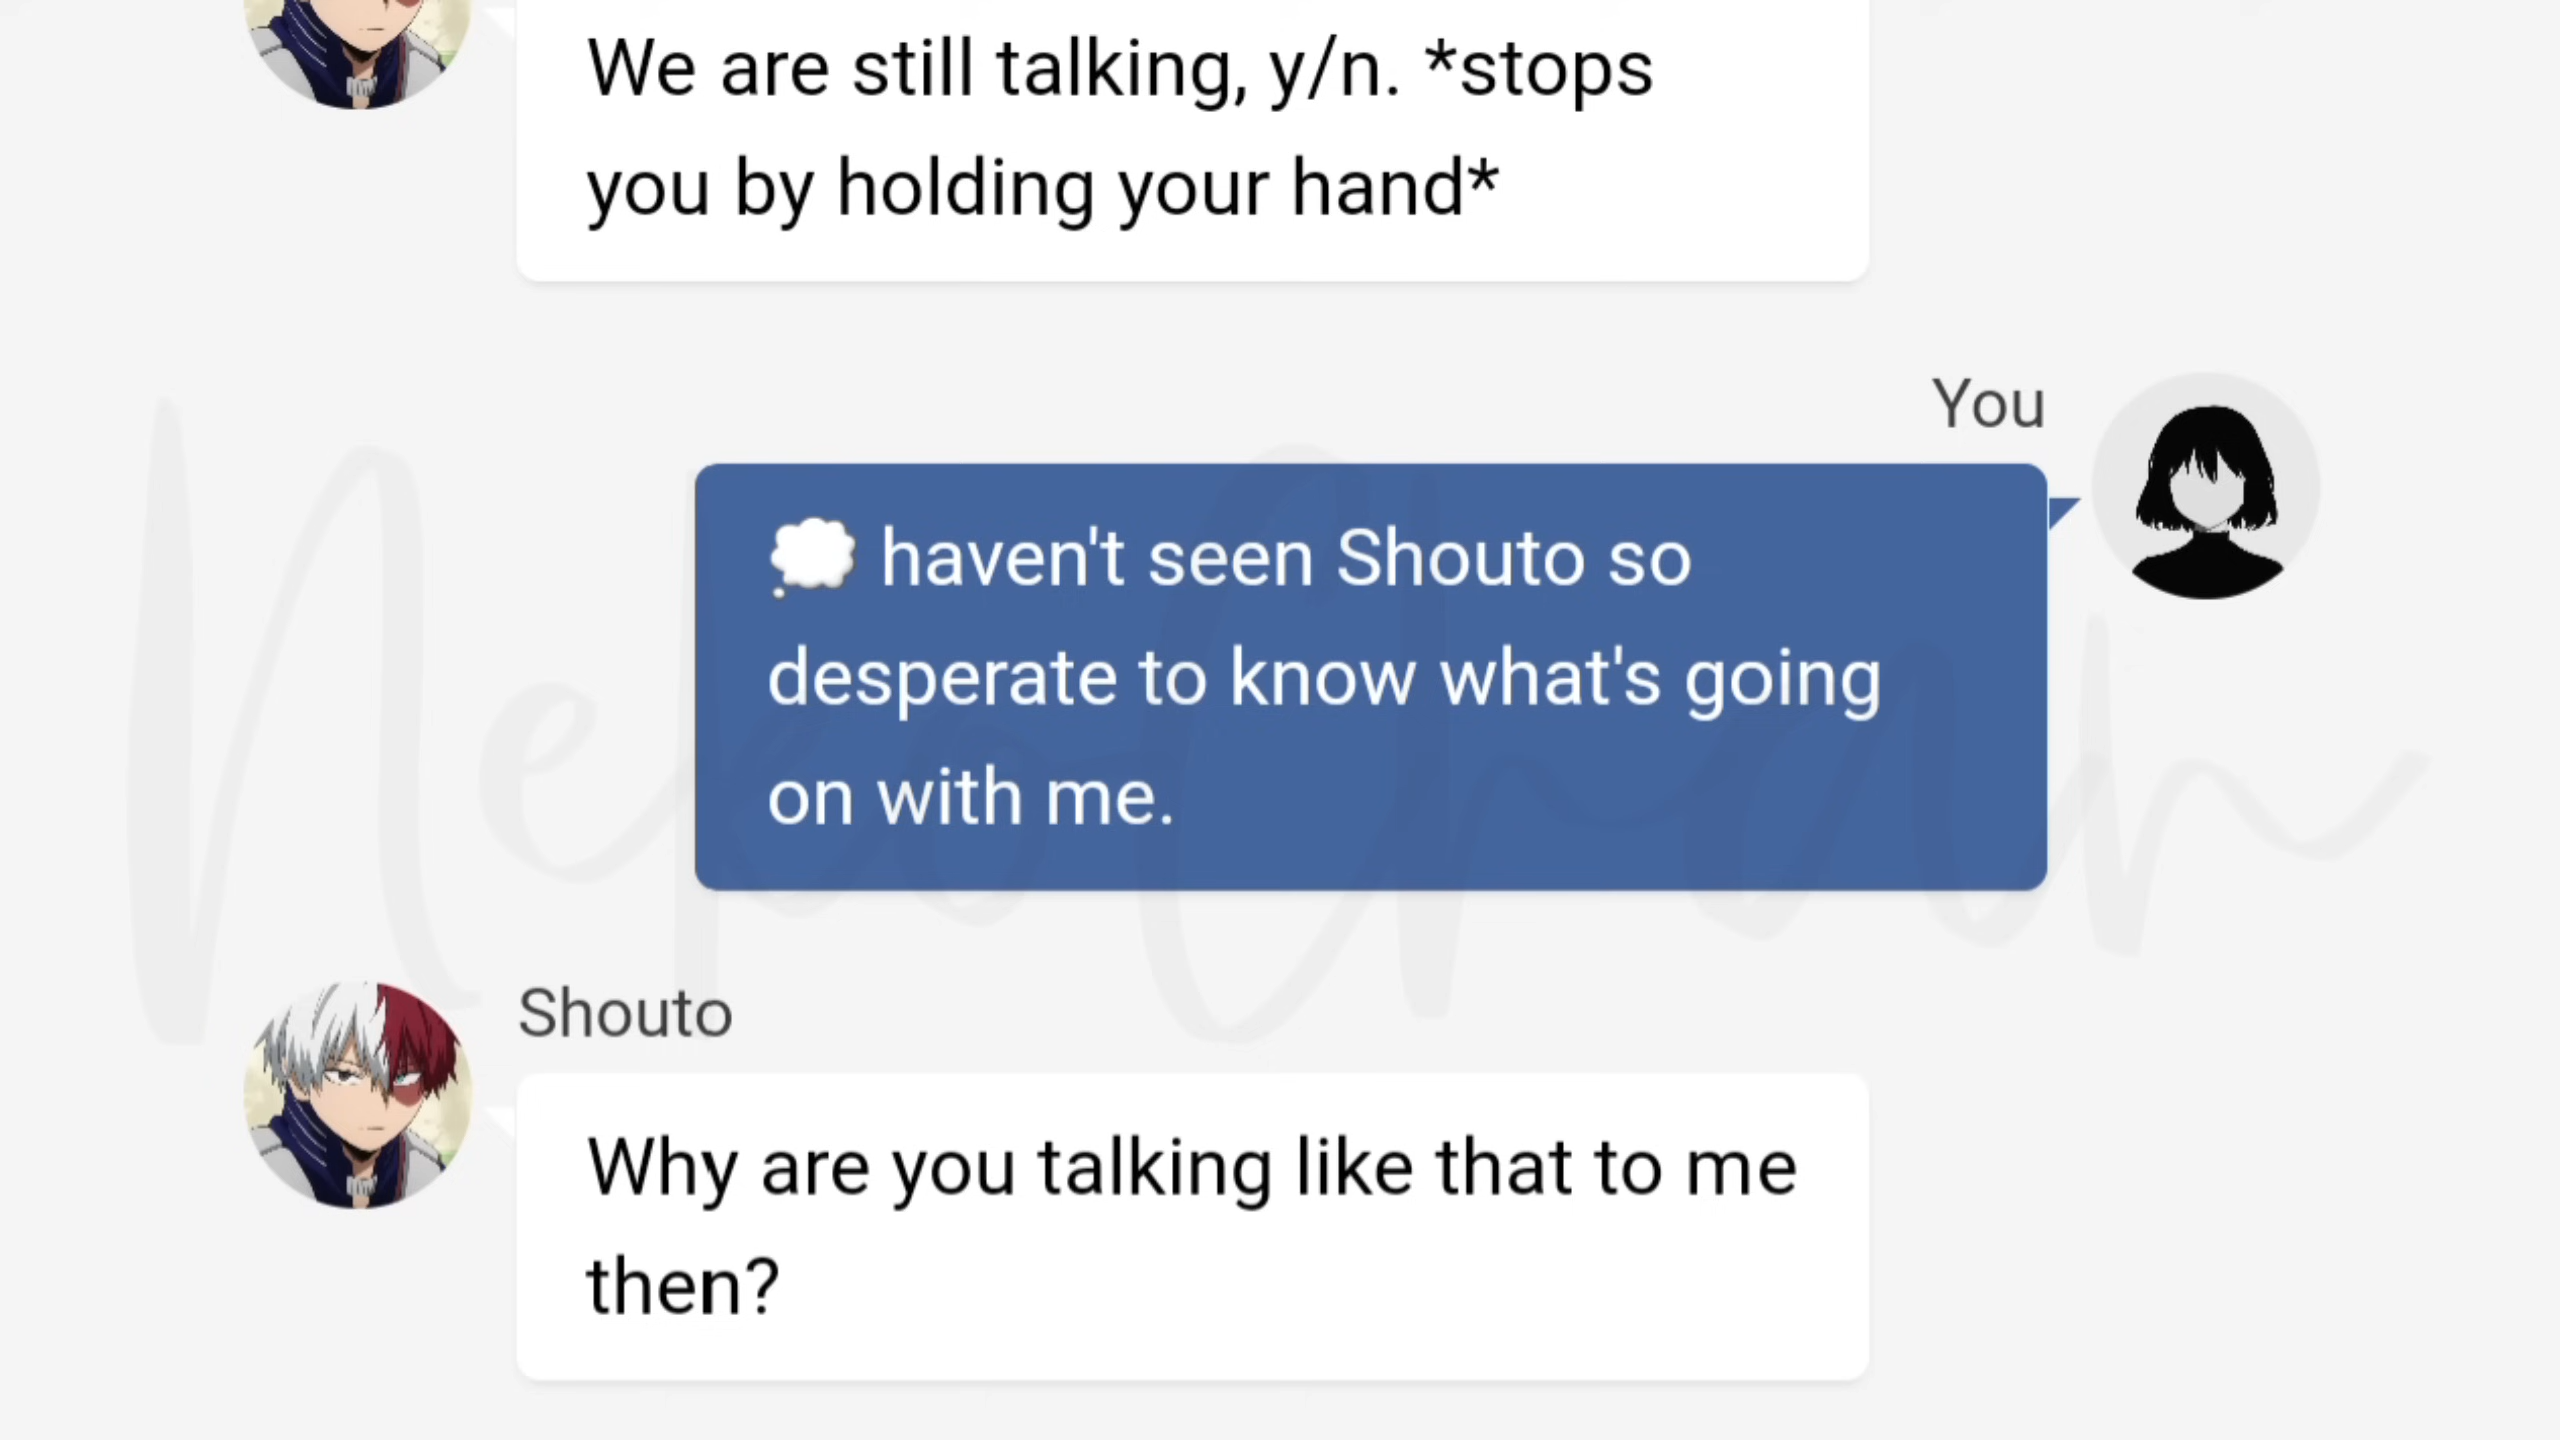 We are still talking, y/n. *stops
you by holding your hand*
You
💭 haven't seen Shouto so
desperate to know what's going
on with me.
NekoChan
Shouto
Why are you talking like that to me
then?